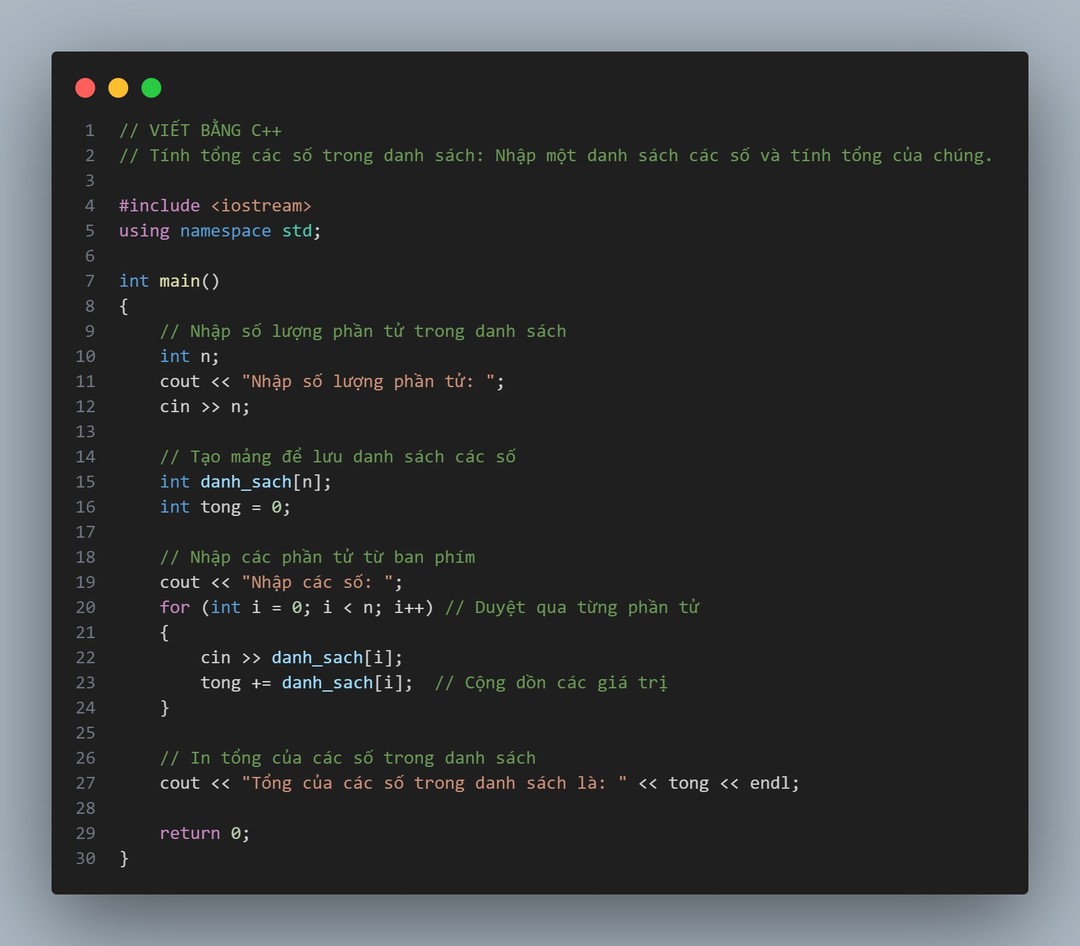 1 // VIẾT BẰNG C++
2 // Tính tổng các số trong danh sách: Nhập một danh sách các số và tính tổng của chúng.
3
4 #include <iostream>
5 using namespace std;
6
7 int main()
8 {
9     // Nhập số lượng phần tử trong danh sách
10     int n;
11     cout << "Nhập số lượng phần tử: ";
12     cin >> n;
13
14     // Tạo mảng để lưu danh sách các số
15     int danh_sach[n];
16     int tong = 0;
17
18     // Nhập các phần tử từ ban phím
19     cout << "Nhập các số: ";
20     for (int i = 0; i < n; i++) // Duyệt qua từng phần tử
21     {
22         cin >> danh_sach[i];
23         tong += danh_sach[i];  // Cộng dồn các giá trị
24     }
25
26     // In tổng của các số trong danh sách
27     cout << "Tổng của các số trong danh sách là: " << tong << endl;
28
29     return 0;
30 }